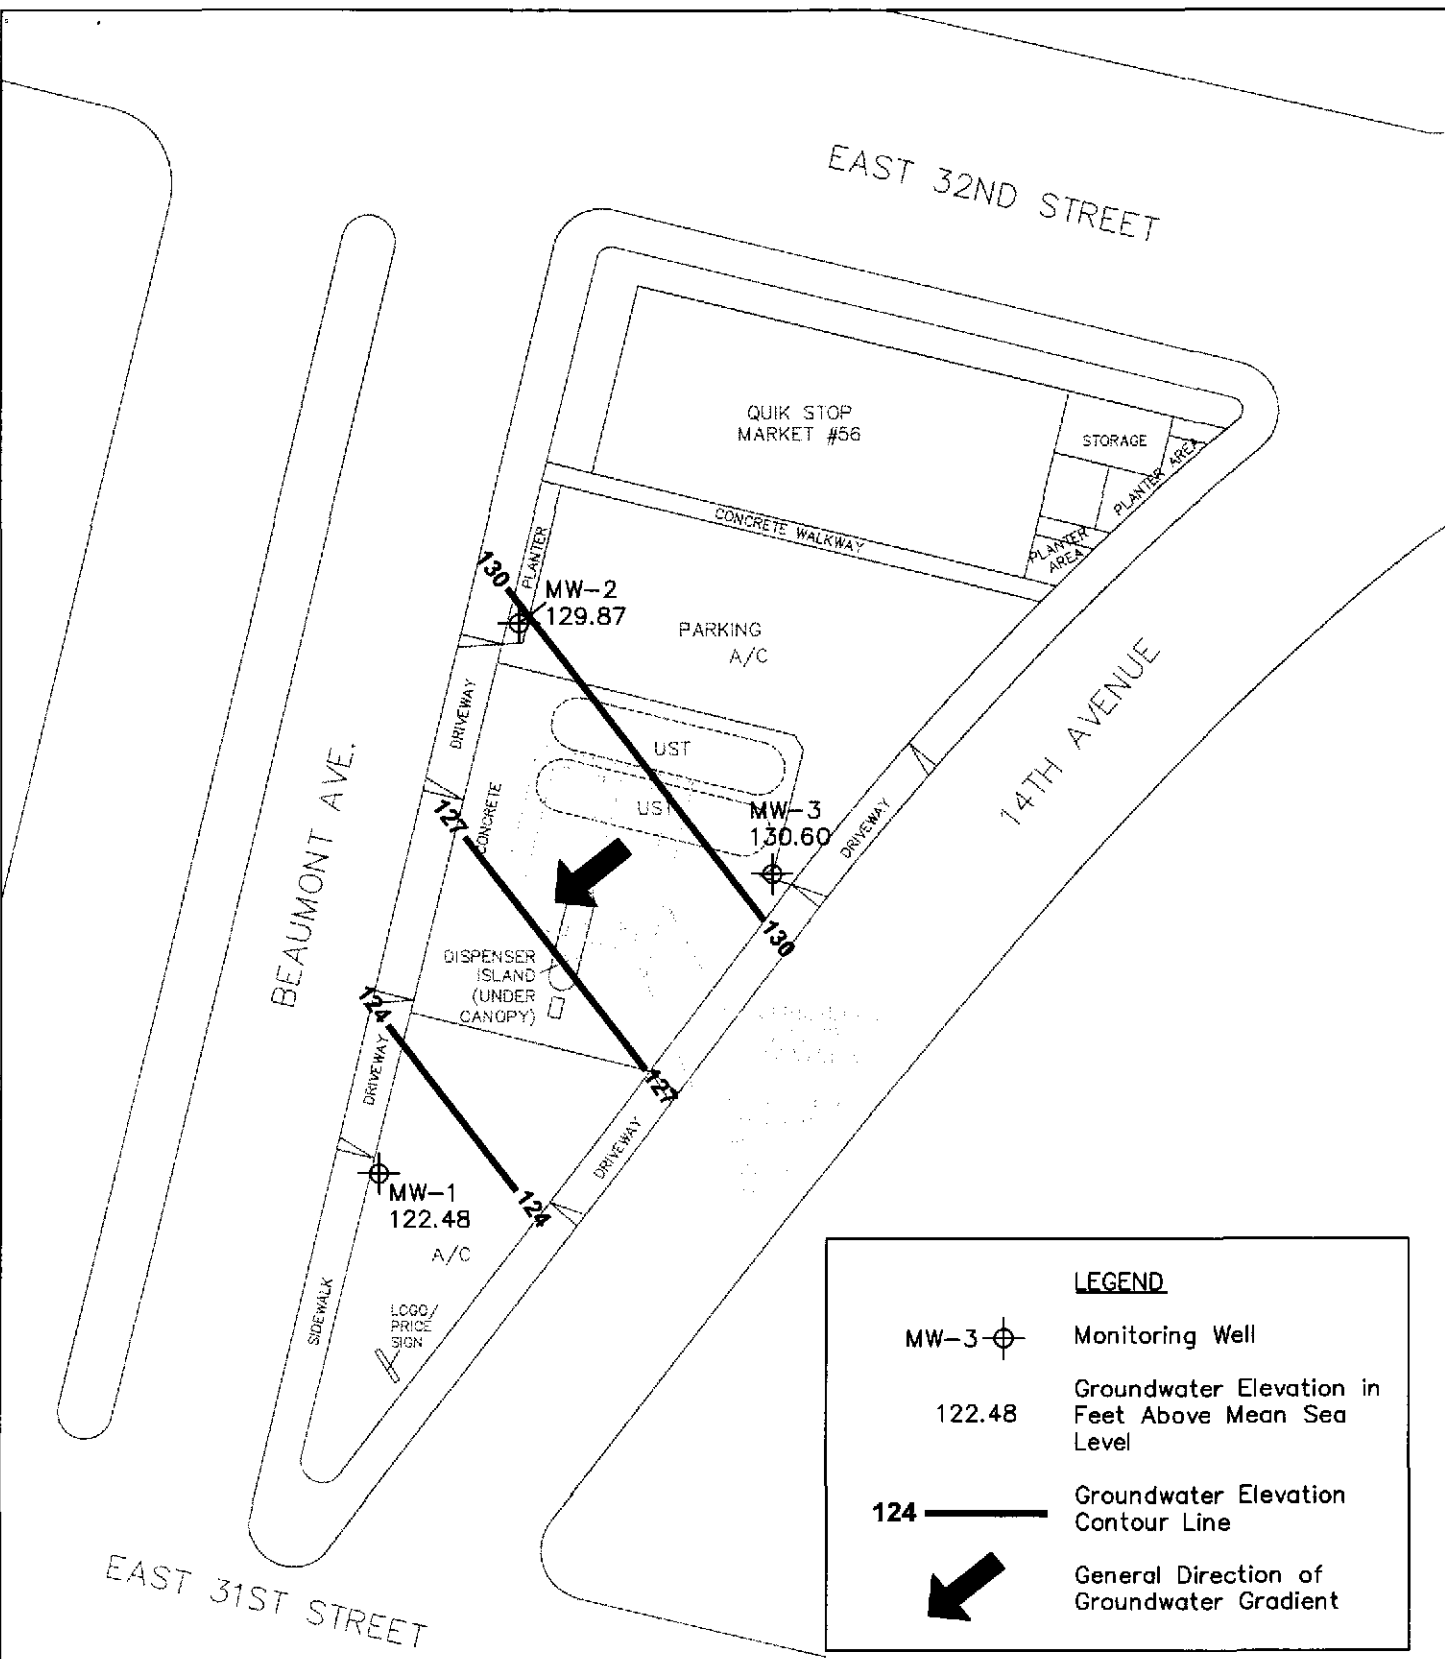 EAST 32ND STREET
QUIK STOP
MARKET #56
STORAGE
PLANTER AREA
CONCRETE WALKWAY
PLANTER
AREA
PLANTER
130
MW-2
129.87
PARKING
A/C
DRIVEWAY
UST
UST
14TH AVENUE
BEAUMONT AVE.
CONCRETE
127
MW-3
130.60
DRIVEWAY
130
DISPENSER
ISLAND
(UNDER
CANOPY)
124
DRIVEWAY
127
DRIVEWAY
MW-1
122.48
124
A/C
SIDEWALK
LOGO/
PRICE
SIGN
EAST 31ST STREET
LEGEND
MW-3
Monitoring Well
122.48
Groundwater Elevation in
Feet Above Mean Sea
Level
124
Groundwater Elevation
Contour Line
General Direction of
Groundwater Gradient